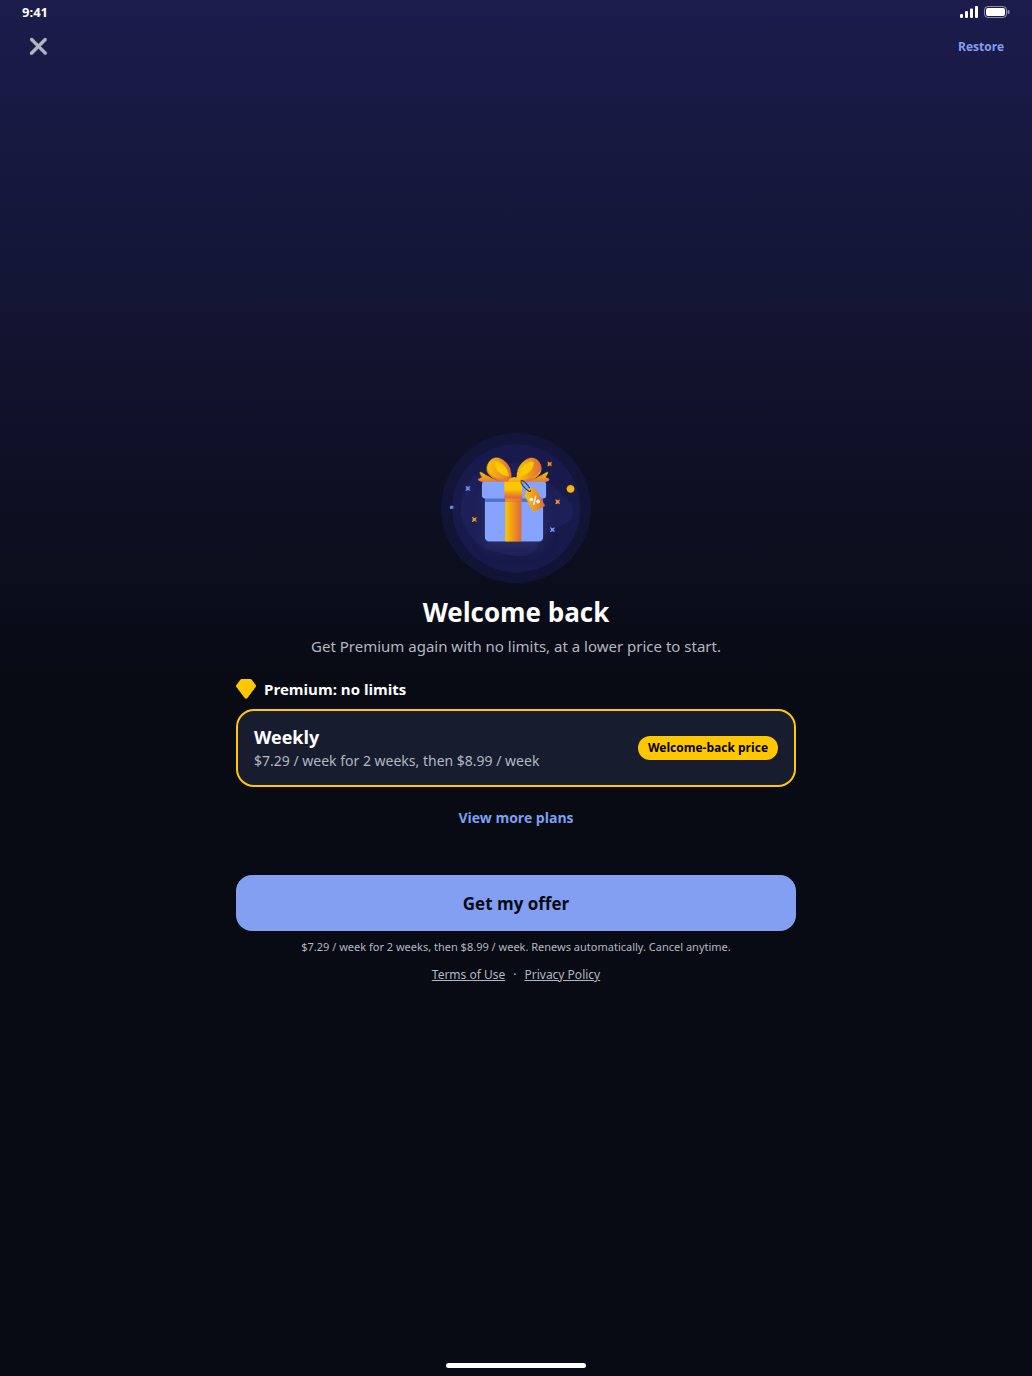 9:41
Restore
%
Welcome back
Get Premium again with no limits, at a lower price to start.
Premium: no limits
Weekly
$7.29 / week for 2 weeks, then $8.99 / week
Welcome-back price
View more plans
Get my offer
$7.29 / week for 2 weeks, then $8.99 / week. Renews automatically. Cancel anytime.
Terms of Use · Privacy Policy